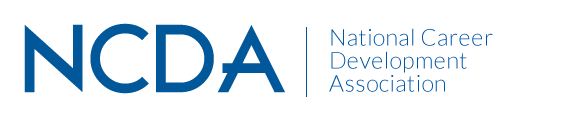 NCDA
National Career
Development
Association